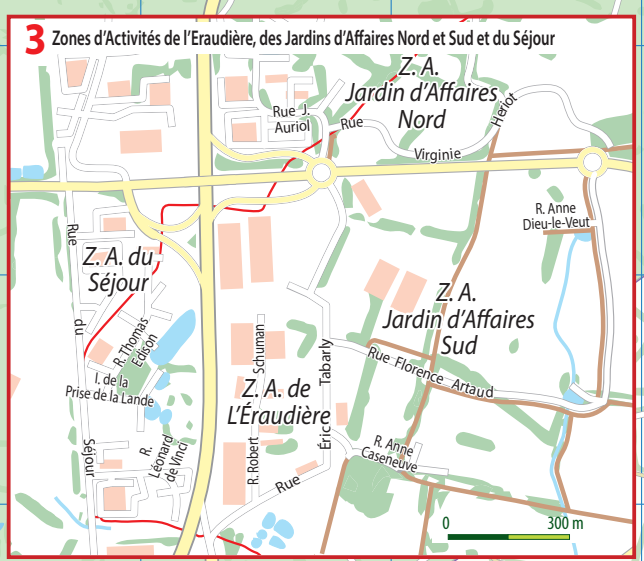 3 Zones d'Activités de l'Eraudière, des Jardins d'Affaires Nord et Sud et du Séjour
Z. A.
Jardin d'Affaires
Nord
Rue J.
Auriol
Rue Virginie Heriot
R. Anne
Dieu-le-Veut
Rue du Séjour
Z. A. du
Séjour
Z. A.
Jardin d'Affaires
Sud
R. Thomas
Edison
I. de la
Prise de la Lande
R. Robert Schuman
Rue Éric Tabarly
Rue Florence Artaud
Z. A. de
L'Éraudière
R.
Léonard
de Vinci
R. Anne
Caseneuve
0 300 m